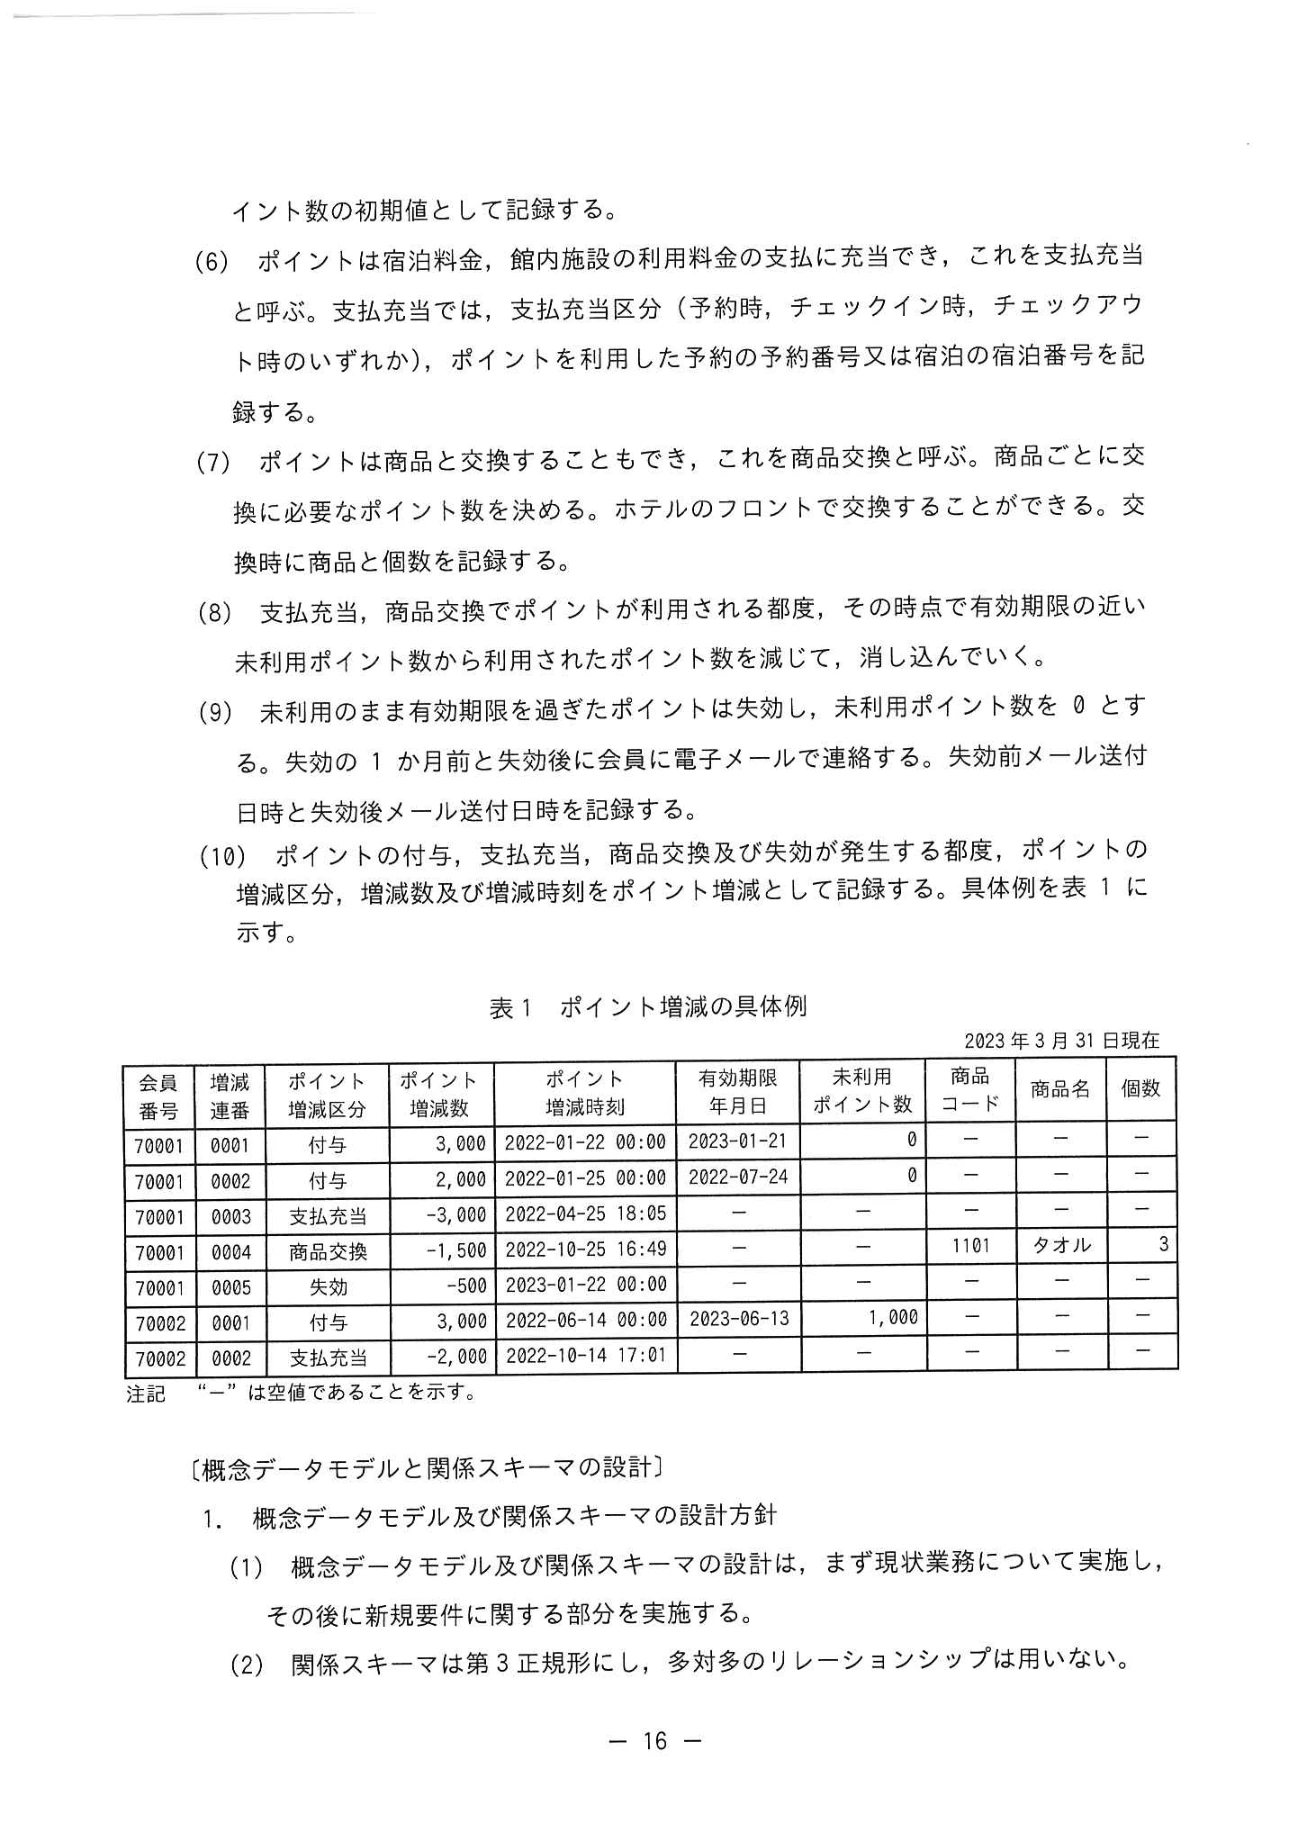 イント数の初期値として記録する。
(6) ポイントは宿泊料金，館内施設の利用料金の支払に充当でき，これを支払充当
と呼ぶ。支払充当では，支払充当区分（予約時，チェックイン時，チェックアウ
ト時のいずれか），ポイントを利用した予約の予約番号又は宿泊の宿泊番号を記
録する。
(7) ポイントは商品と交換することもでき，これを商品交換と呼ぶ。商品ごとに交
換に必要なポイント数を決める。ホテルのフロントで交換することができる。交
換時に商品と個数を記録する。
(8) 支払充当，商品交換でポイントが利用される都度，その時点で有効期限の近い
未利用ポイント数から利用されたポイント数を減じて，消し込んでいく。
(9) 未利用のまま有効期限を過ぎたポイントは失効し，未利用ポイント数を 0 とす
る。失効の 1 か月前と失効後に会員に電子メールで連絡する。失効前メール送付
日時と失効後メール送付日時を記録する。
(10) ポイントの付与，支払充当，商品交換及び失効が発生する都度，ポイントの
増減区分，増減数及び増減時刻をポイント増減として記録する。具体例を表 1 に
示す。
表 1 ポイント増減の具体例
2023 年 3 月 31 日現在
会員番号 増減連番 ポイント増減区分 ポイント増減数 ポイント増減時刻 有効期限年月日 未利用ポイント数 商品コード 商品名 個数
70001 0001 付与 3,000 2022-01-22 00:00 2023-01-21 0 － － －
70001 0002 付与 2,000 2022-01-25 00:00 2022-07-24 0 － － －
70001 0003 支払充当 -3,000 2022-04-25 18:05 － － － － －
70001 0004 商品交換 -1,500 2022-10-25 16:49 － － 1101 タオル 3
70001 0005 失効 -500 2023-01-22 00:00 － － － － －
70002 0001 付与 3,000 2022-06-14 00:00 2023-06-13 1,000 － － －
70002 0002 支払充当 -2,000 2022-10-14 17:01 － － － － －
注記 “－” は空値であることを示す。
〔概念データモデルと関係スキーマの設計〕
1. 概念データモデル及び関係スキーマの設計方針
(1) 概念データモデル及び関係スキーマの設計は，まず現状業務について実施し，
その後に新規要件に関する部分を実施する。
(2) 関係スキーマは第 3 正規形にし，多対多のリレーションシップは用いない。
－ 16 －